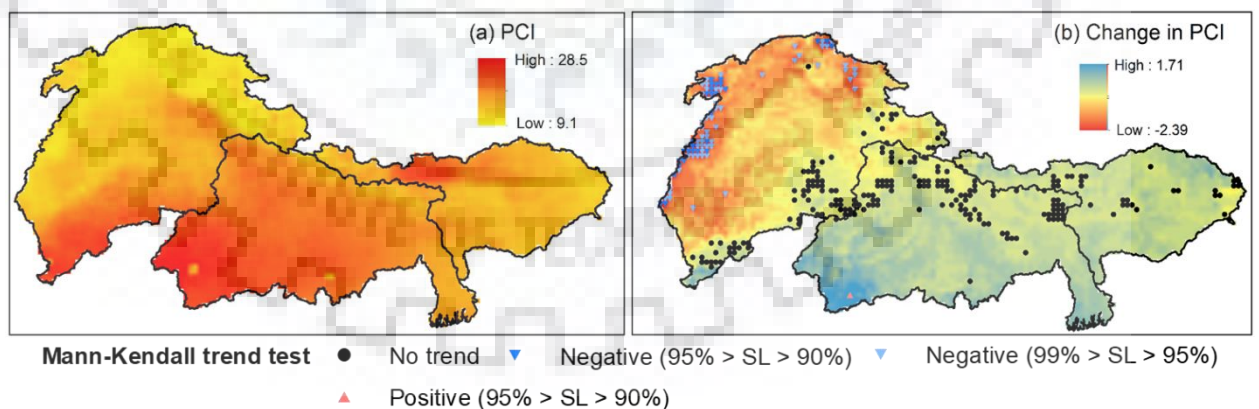 (a) PCI
High : 28.5
Low : 9.1
(b) Change in PCI
High : 1.71
Low : -2.39
Mann-Kendall trend test No trend Negative (95% > SL > 90%) Negative (99% > SL > 95%)
Positive (95% > SL > 90%)